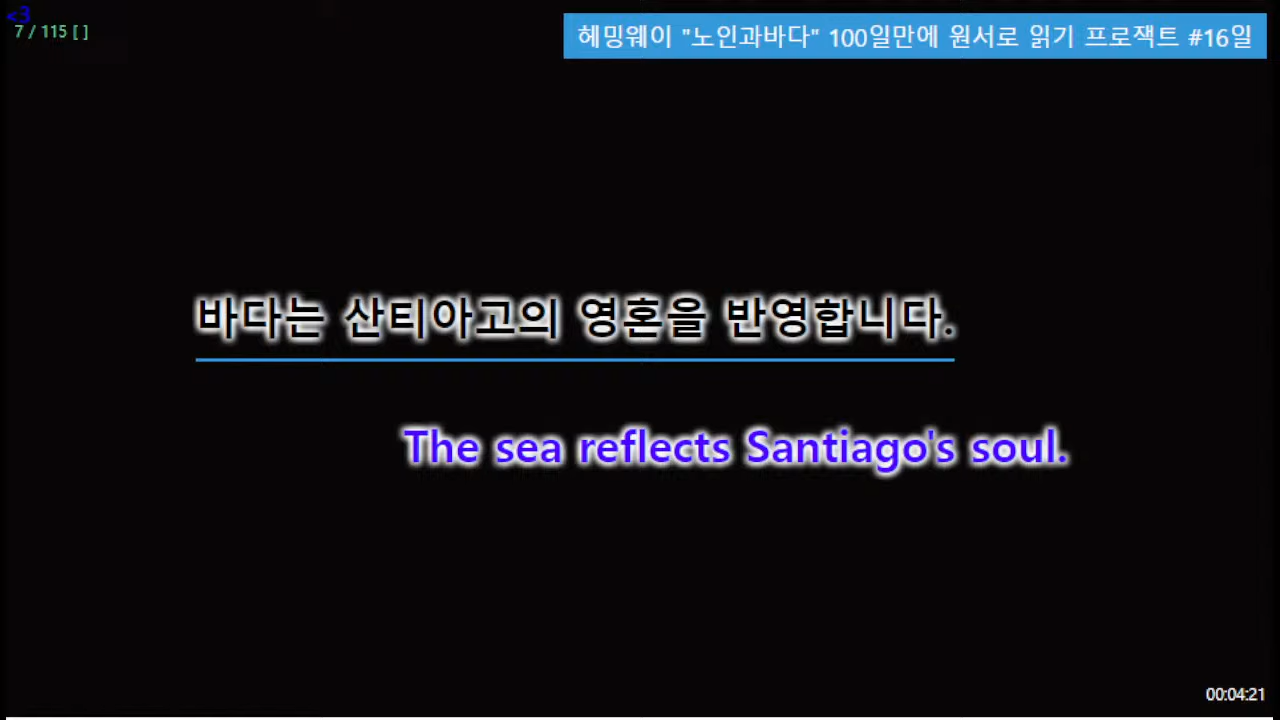 <3
7 / 115 [ ]
헤밍웨이 "노인과바다" 100일만에 원서로 읽기 프로잭트 #16일
바다는 산티아고의 영혼을 반영합니다.
The sea reflects Santiago's soul.
00:04:21